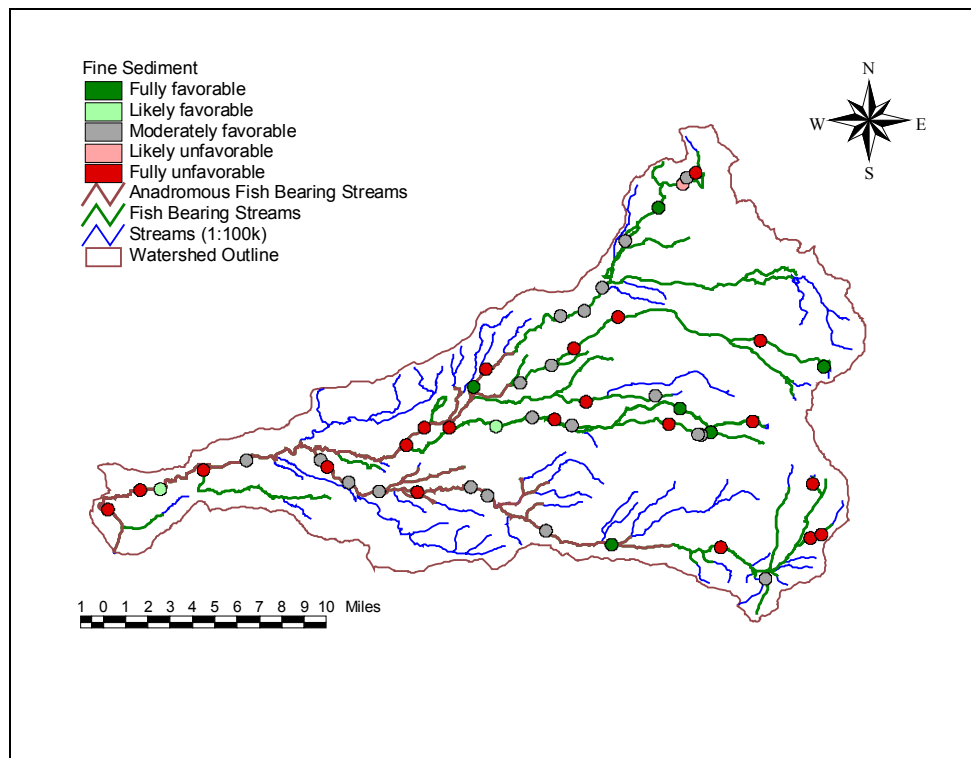 Fine Sediment
Fully favorable
Likely favorable
Moderately favorable
Likely unfavorable
Fully unfavorable
Anadromous Fish Bearing Streams
Fish Bearing Streams
Streams (1:100k)
Watershed Outline
N
W E
S
1 0 1 2 3 4 5 6 7 8 9 10 Miles